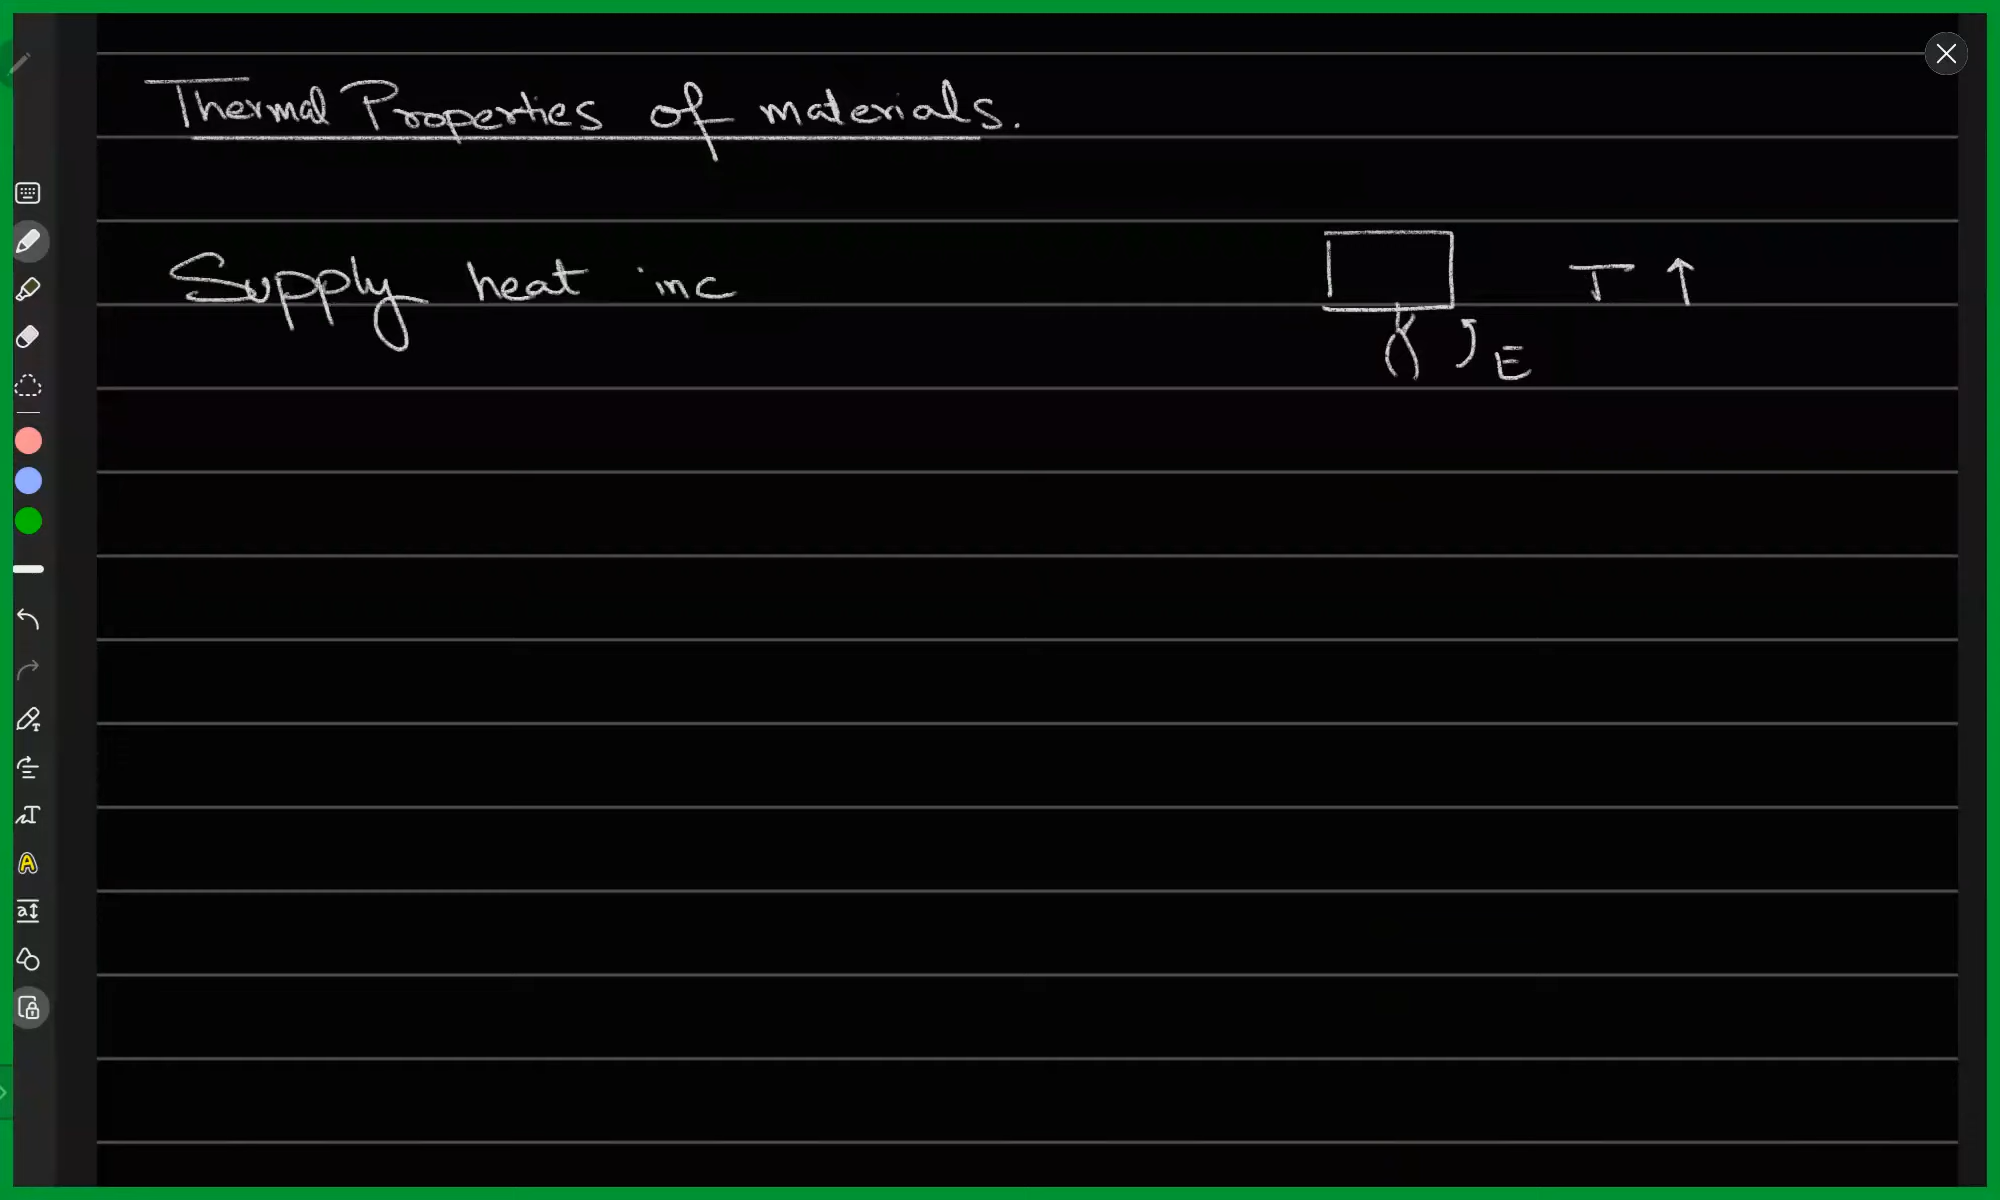 Thermal Properties of materials.
Supply heat inc
T ↑
E